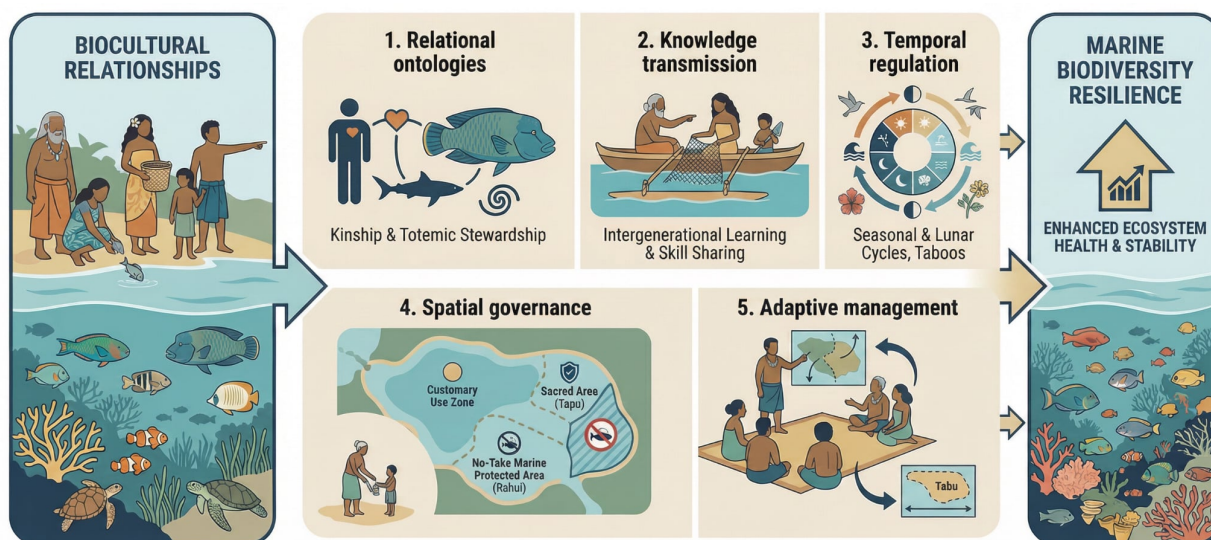 BIOCULTURAL
RELATIONSHIPS
1. Relational
ontologies
Kinship & Totemic Stewardship
2. Knowledge
transmission
Intergenerational Learning
& Skill Sharing
3. Temporal
regulation
Seasonal & Lunar
Cycles, Taboos
4. Spatial governance
Customary
Use Zone
Sacred Area
(Tapu)
No-Take Marine
Protected Area
(Rahui)
5. Adaptive management
Tabu
MARINE
BIODIVERSITY
RESILIENCE
ENHANCED ECOSYSTEM
HEALTH & STABILITY